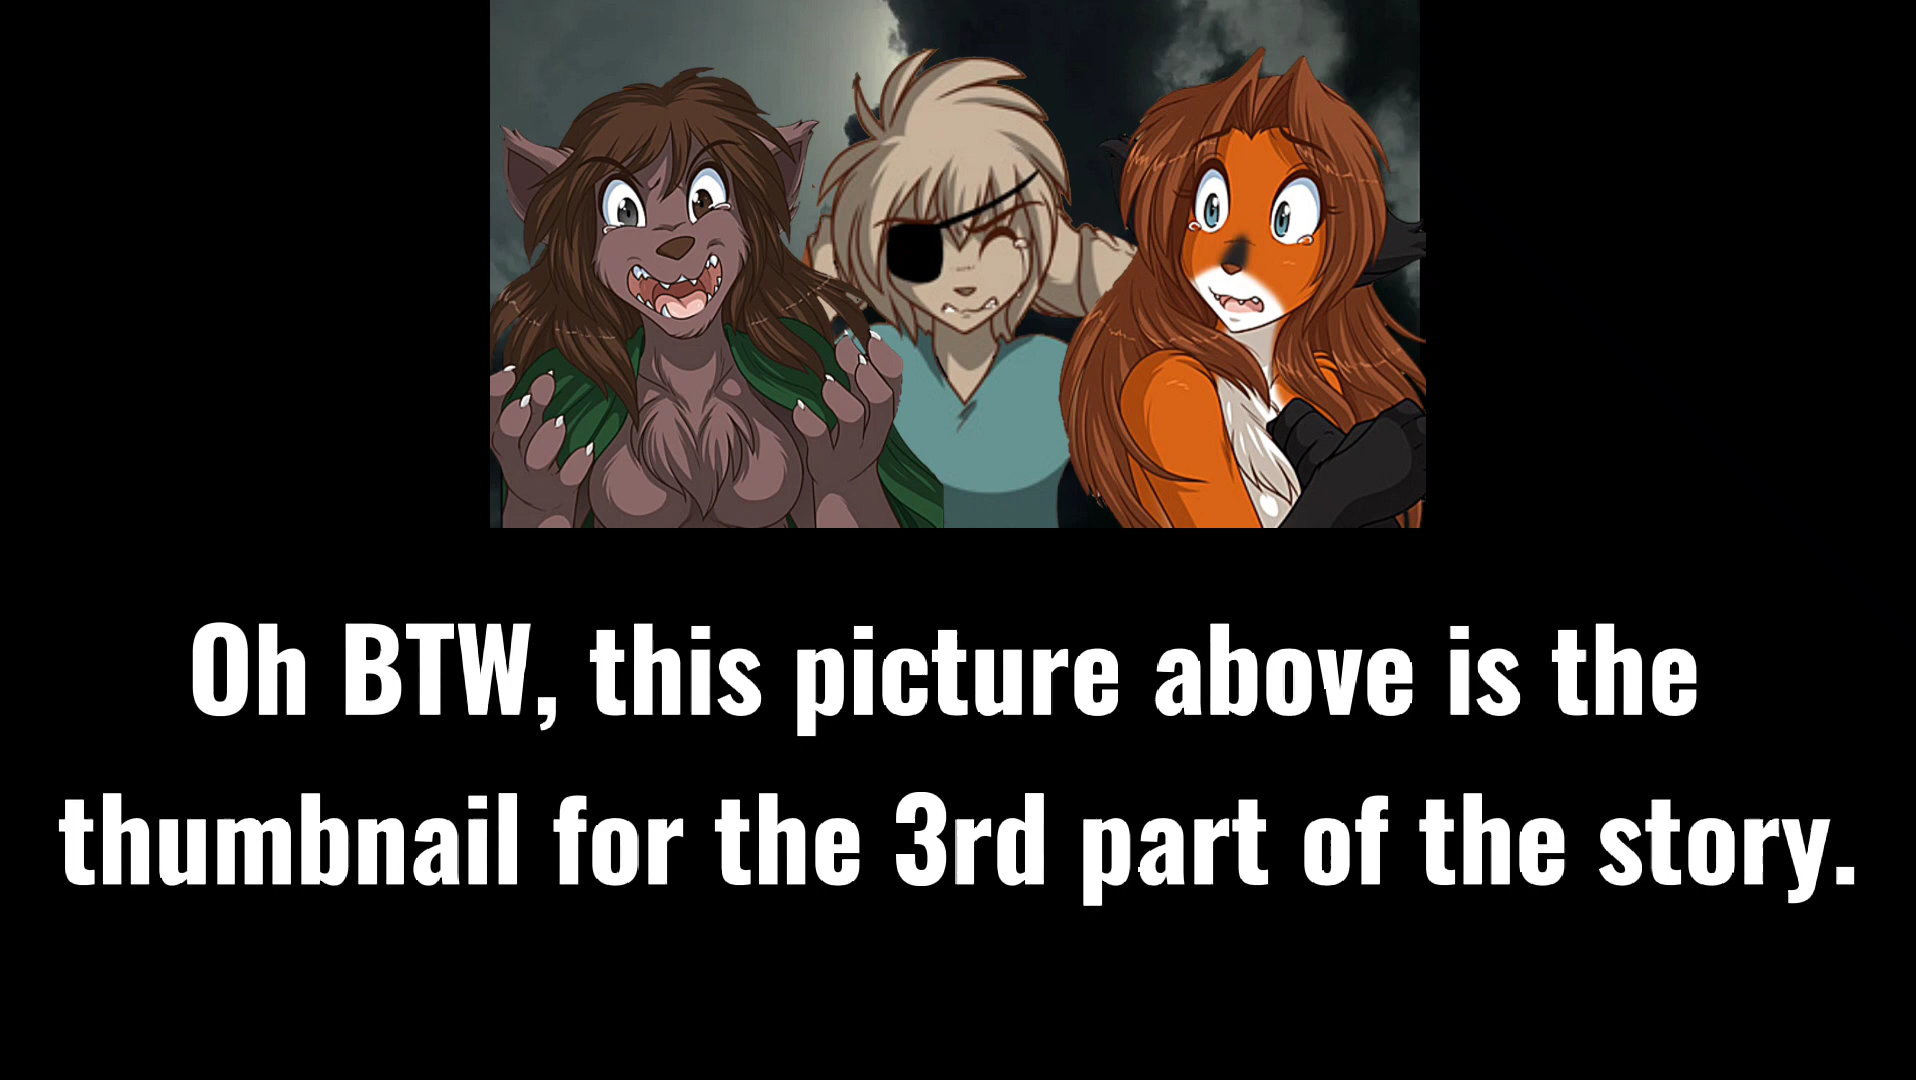 Oh BTW, this picture above is the
thumbnail for the 3rd part of the story.